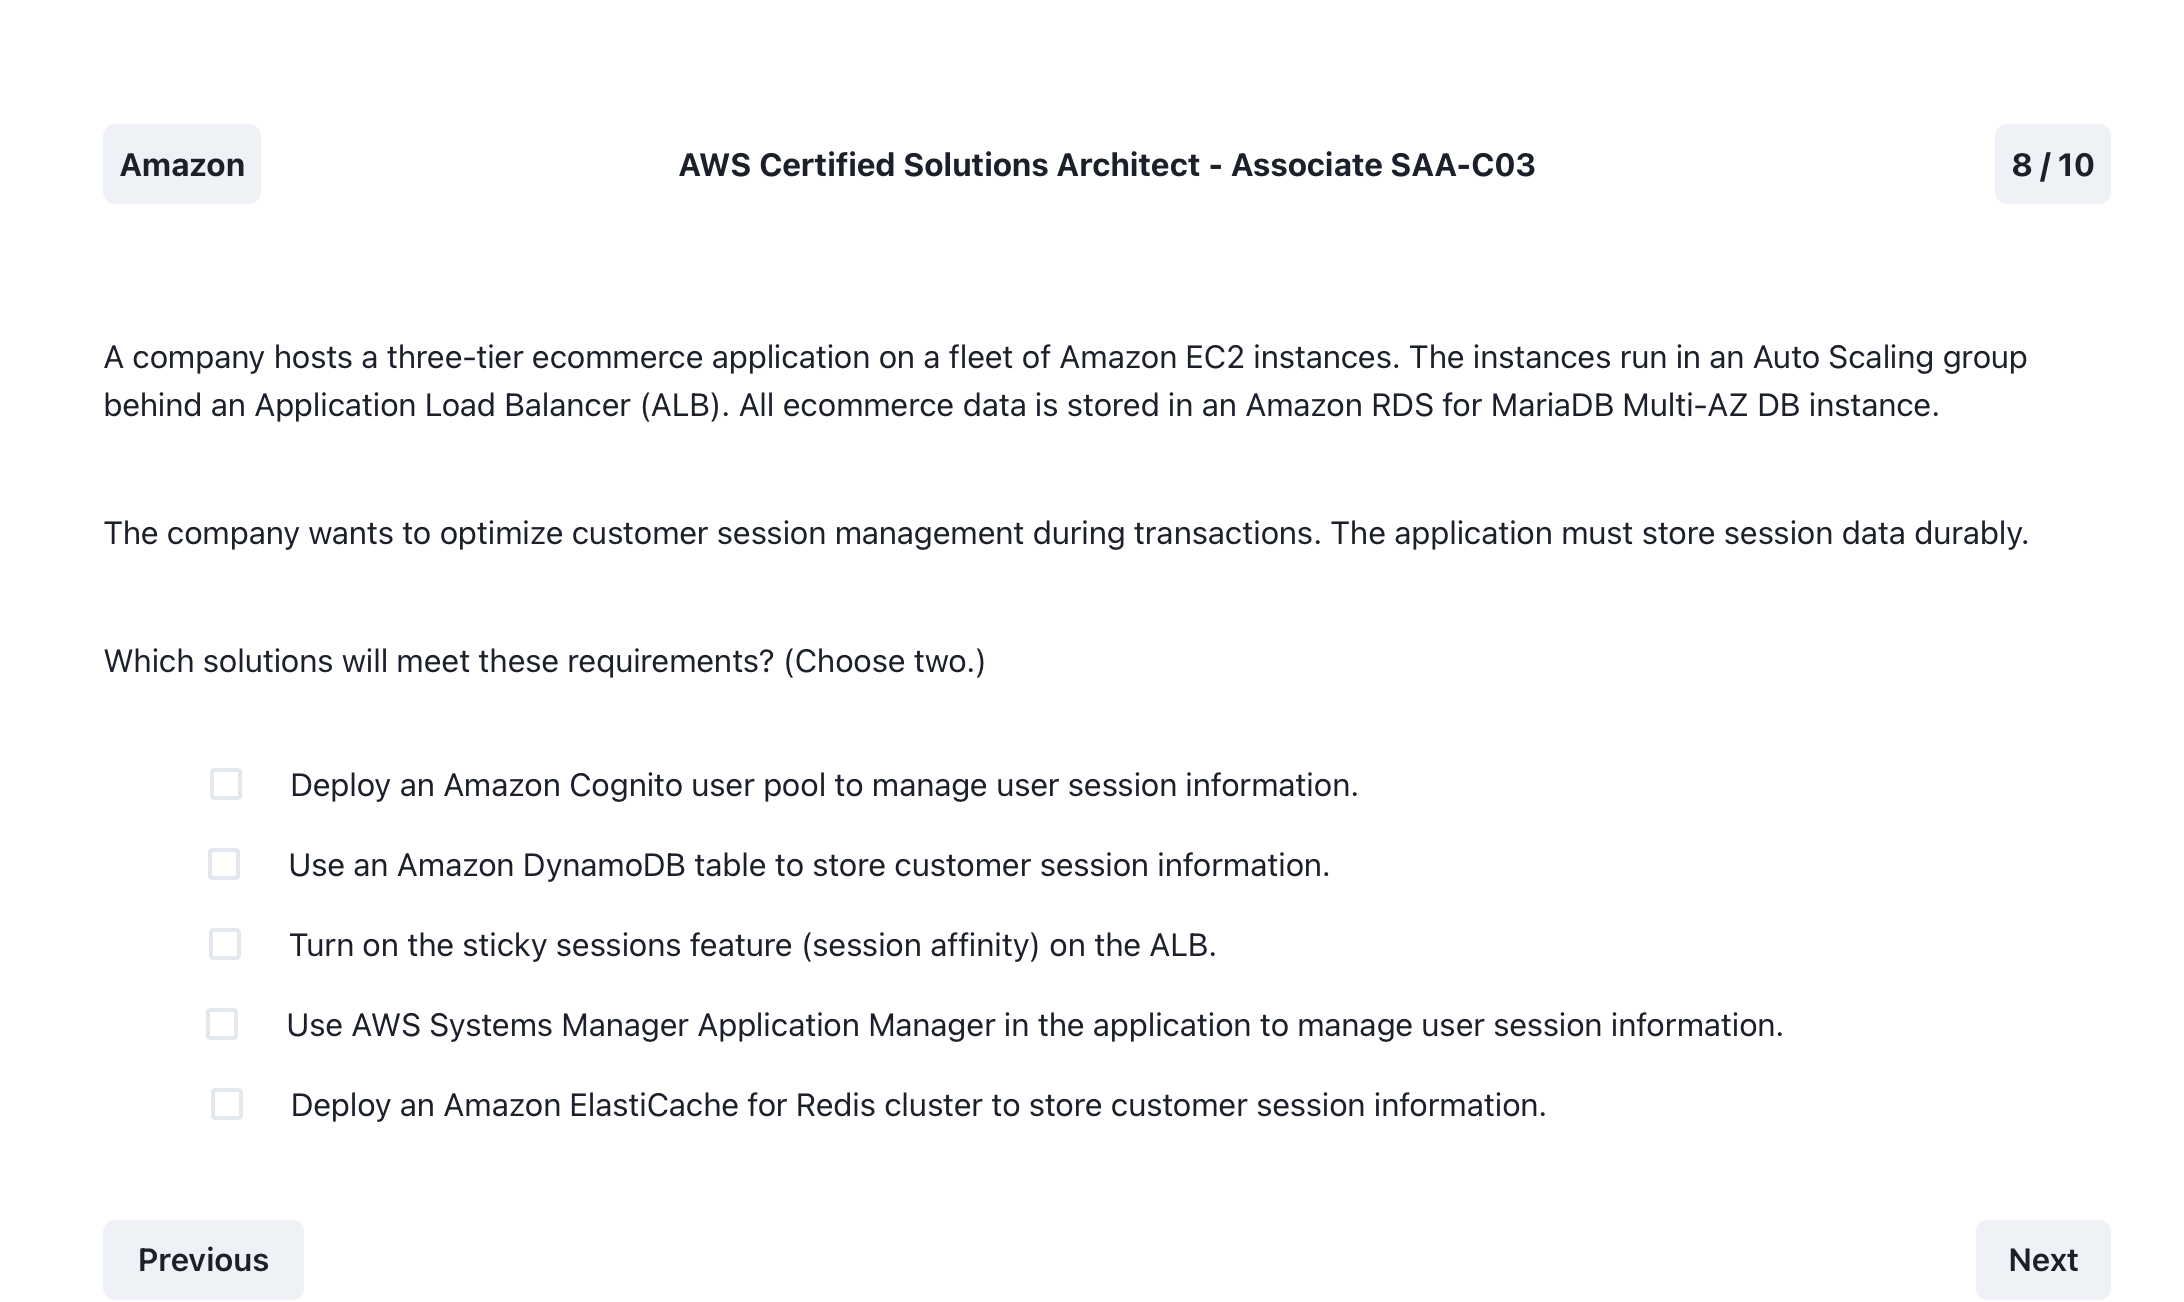 Amazon
AWS Certified Solutions Architect - Associate SAA-C03
8 / 10
A company hosts a three-tier ecommerce application on a fleet of Amazon EC2 instances. The instances run in an Auto Scaling group
behind an Application Load Balancer (ALB). All ecommerce data is stored in an Amazon RDS for MariaDB Multi-AZ DB instance.
The company wants to optimize customer session management during transactions. The application must store session data durably.
Which solutions will meet these requirements? (Choose two.)
Deploy an Amazon Cognito user pool to manage user session information.
Use an Amazon DynamoDB table to store customer session information.
Turn on the sticky sessions feature (session affinity) on the ALB.
Use AWS Systems Manager Application Manager in the application to manage user session information.
Deploy an Amazon ElastiCache for Redis cluster to store customer session information.
Previous
Next